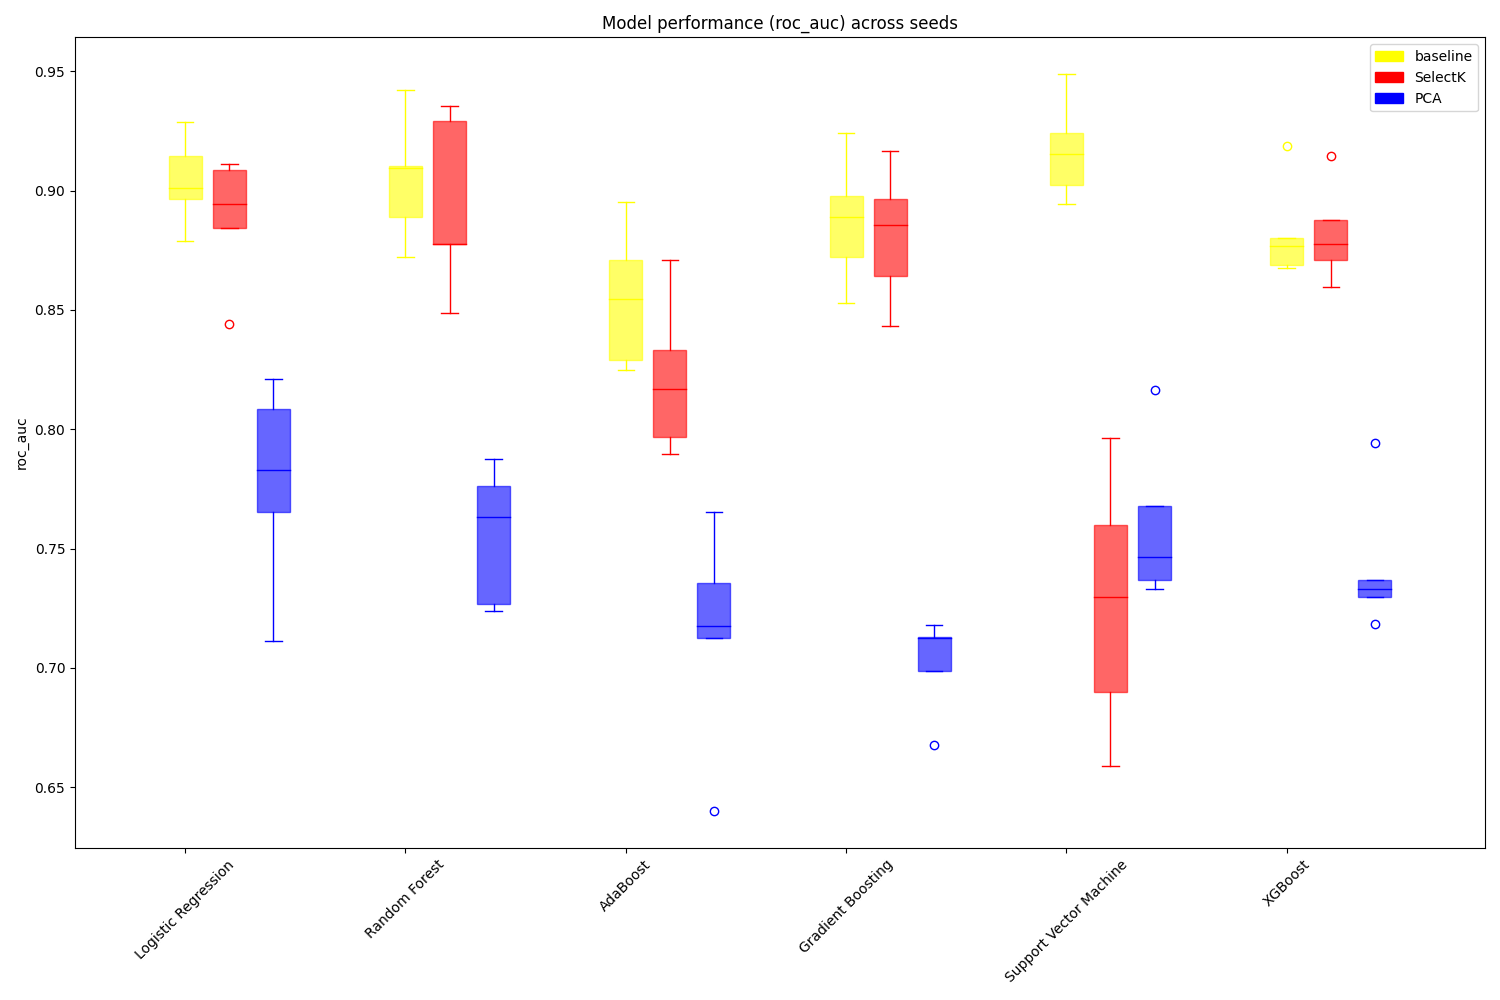 Model performance (roc_auc) across seeds
baseline
SelectK
PCA
0.95
0.90
0.85
0.80
0.75
0.70
0.65
roc_auc
Logistic Regression
Random Forest
AdaBoost
Gradient Boosting
Support Vector Machine
XGBoost